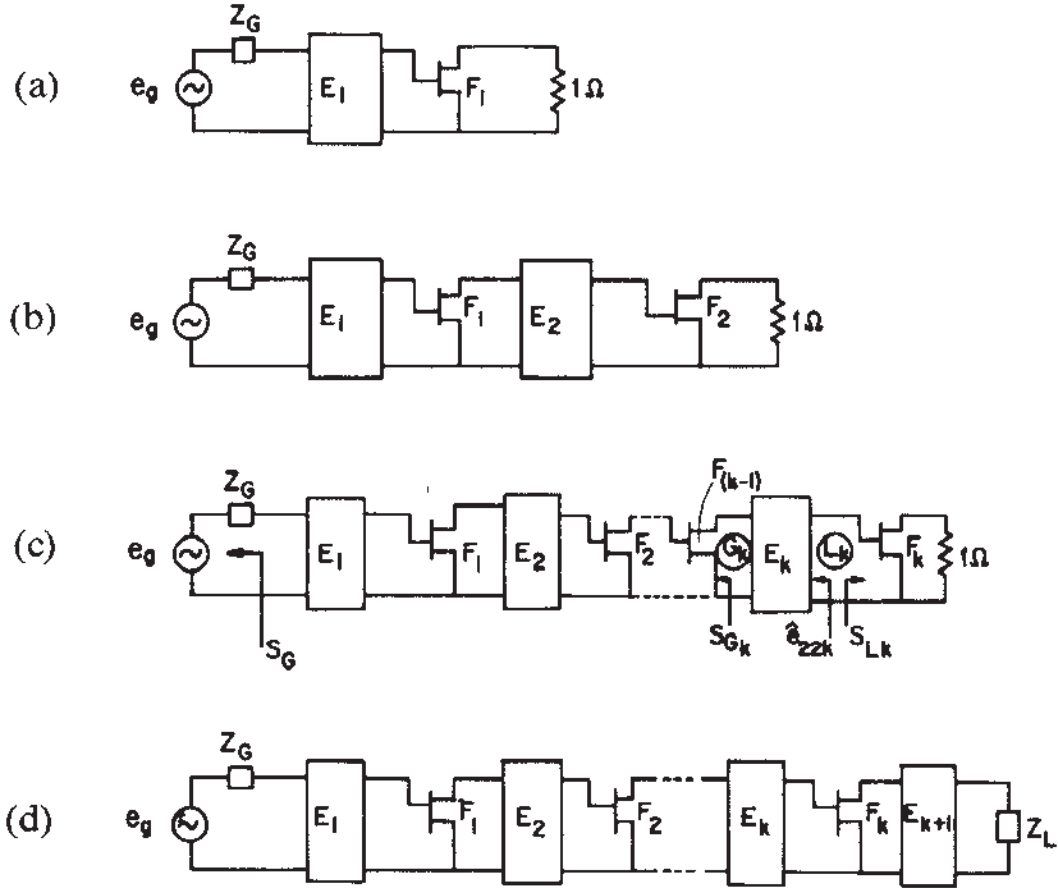 (a)
Z_G
e_g
E_1
F_1
1Ω
(b)
Z_G
e_g
E_1
F_1
E_2
F_2
1Ω
(c)
Z_G
e_g
S_G
E_1
F_1
E_2
F_2
F_(k-1)
G_k
S_Gk
E_k
L_k
ê_22k
S_Lk
F_k
1Ω
(d)
Z_G
e_g
E_1
F_1
E_2
F_2
E_k
F_k
E_k+1
Z_L